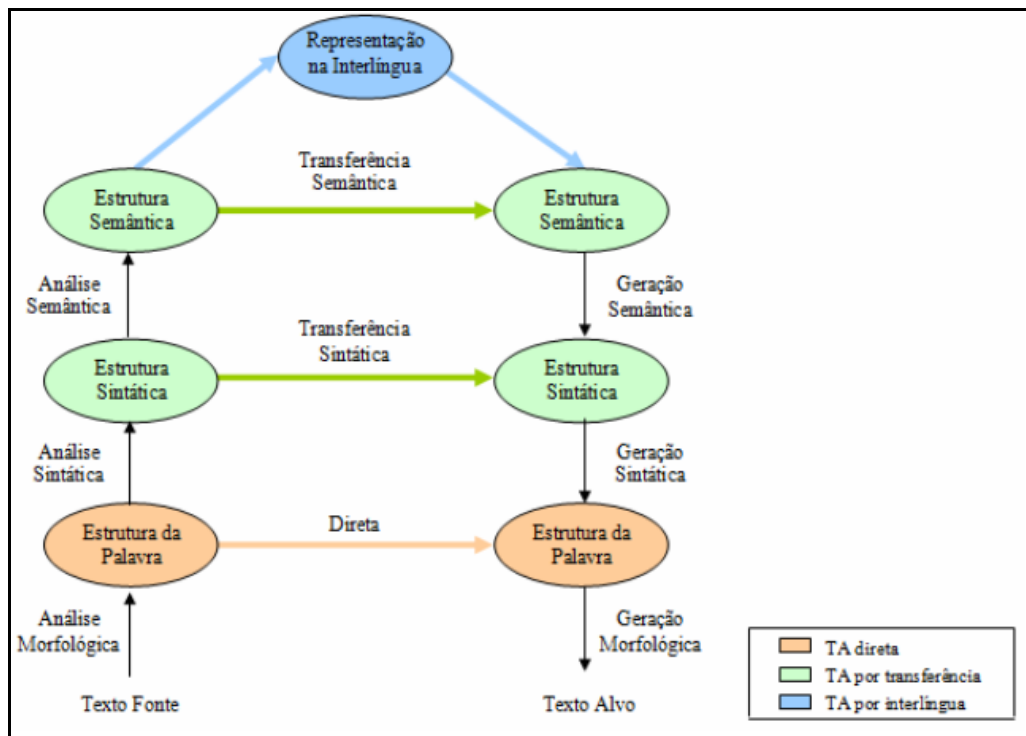 Representação
na Interlíngua
Transferência
Semântica
Estrutura
Semântica
Estrutura
Semântica
Análise
Semântica
Geração
Semântica
Transferência
Sintática
Estrutura
Sintática
Estrutura
Sintática
Análise
Sintática
Geração
Sintática
Direta
Estrutura da
Palavra
Estrutura da
Palavra
Análise
Morfológica
Geração
Morfológica
Texto Fonte
Texto Alvo
TA direta
TA por transferência
TA por interlíngua